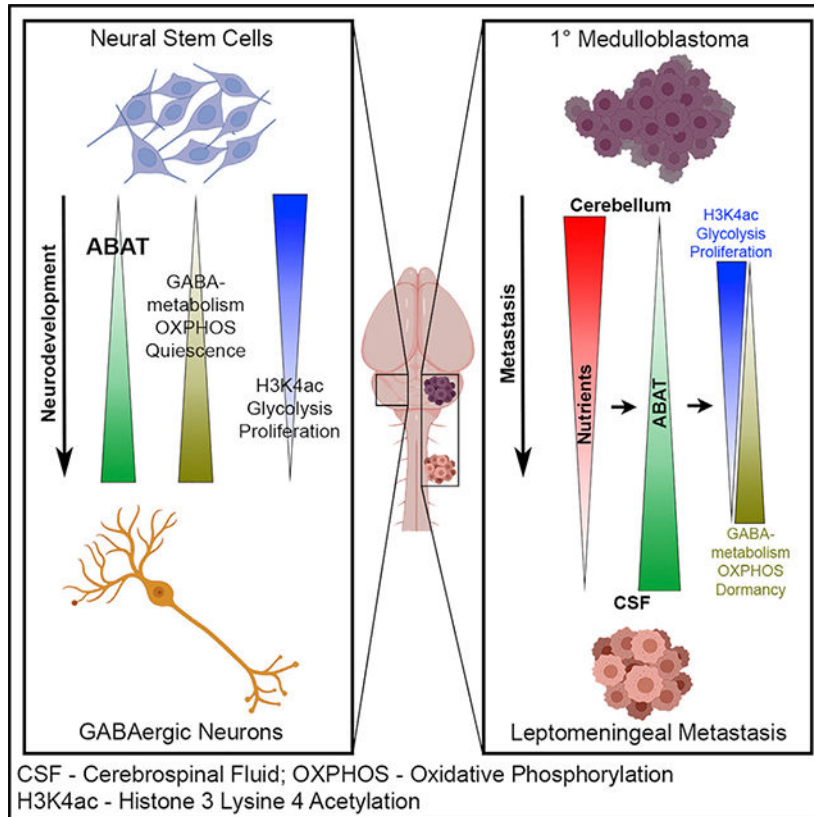 Neural Stem Cells
Neurodevelopment
ABAT
GABA-
metabolism
OXPHOS
Quiescence
H3K4ac
Glycolysis
Proliferation
GABAergic Neurons
1° Medulloblastoma
Metastasis
Cerebellum
Nutrients
ABAT
H3K4ac
Glycolysis
Proliferation
GABA-
metabolism
OXPHOS
Dormancy
CSF
Leptomeningeal Metastasis
CSF - Cerebrospinal Fluid; OXPHOS - Oxidative Phosphorylation
H3K4ac - Histone 3 Lysine 4 Acetylation